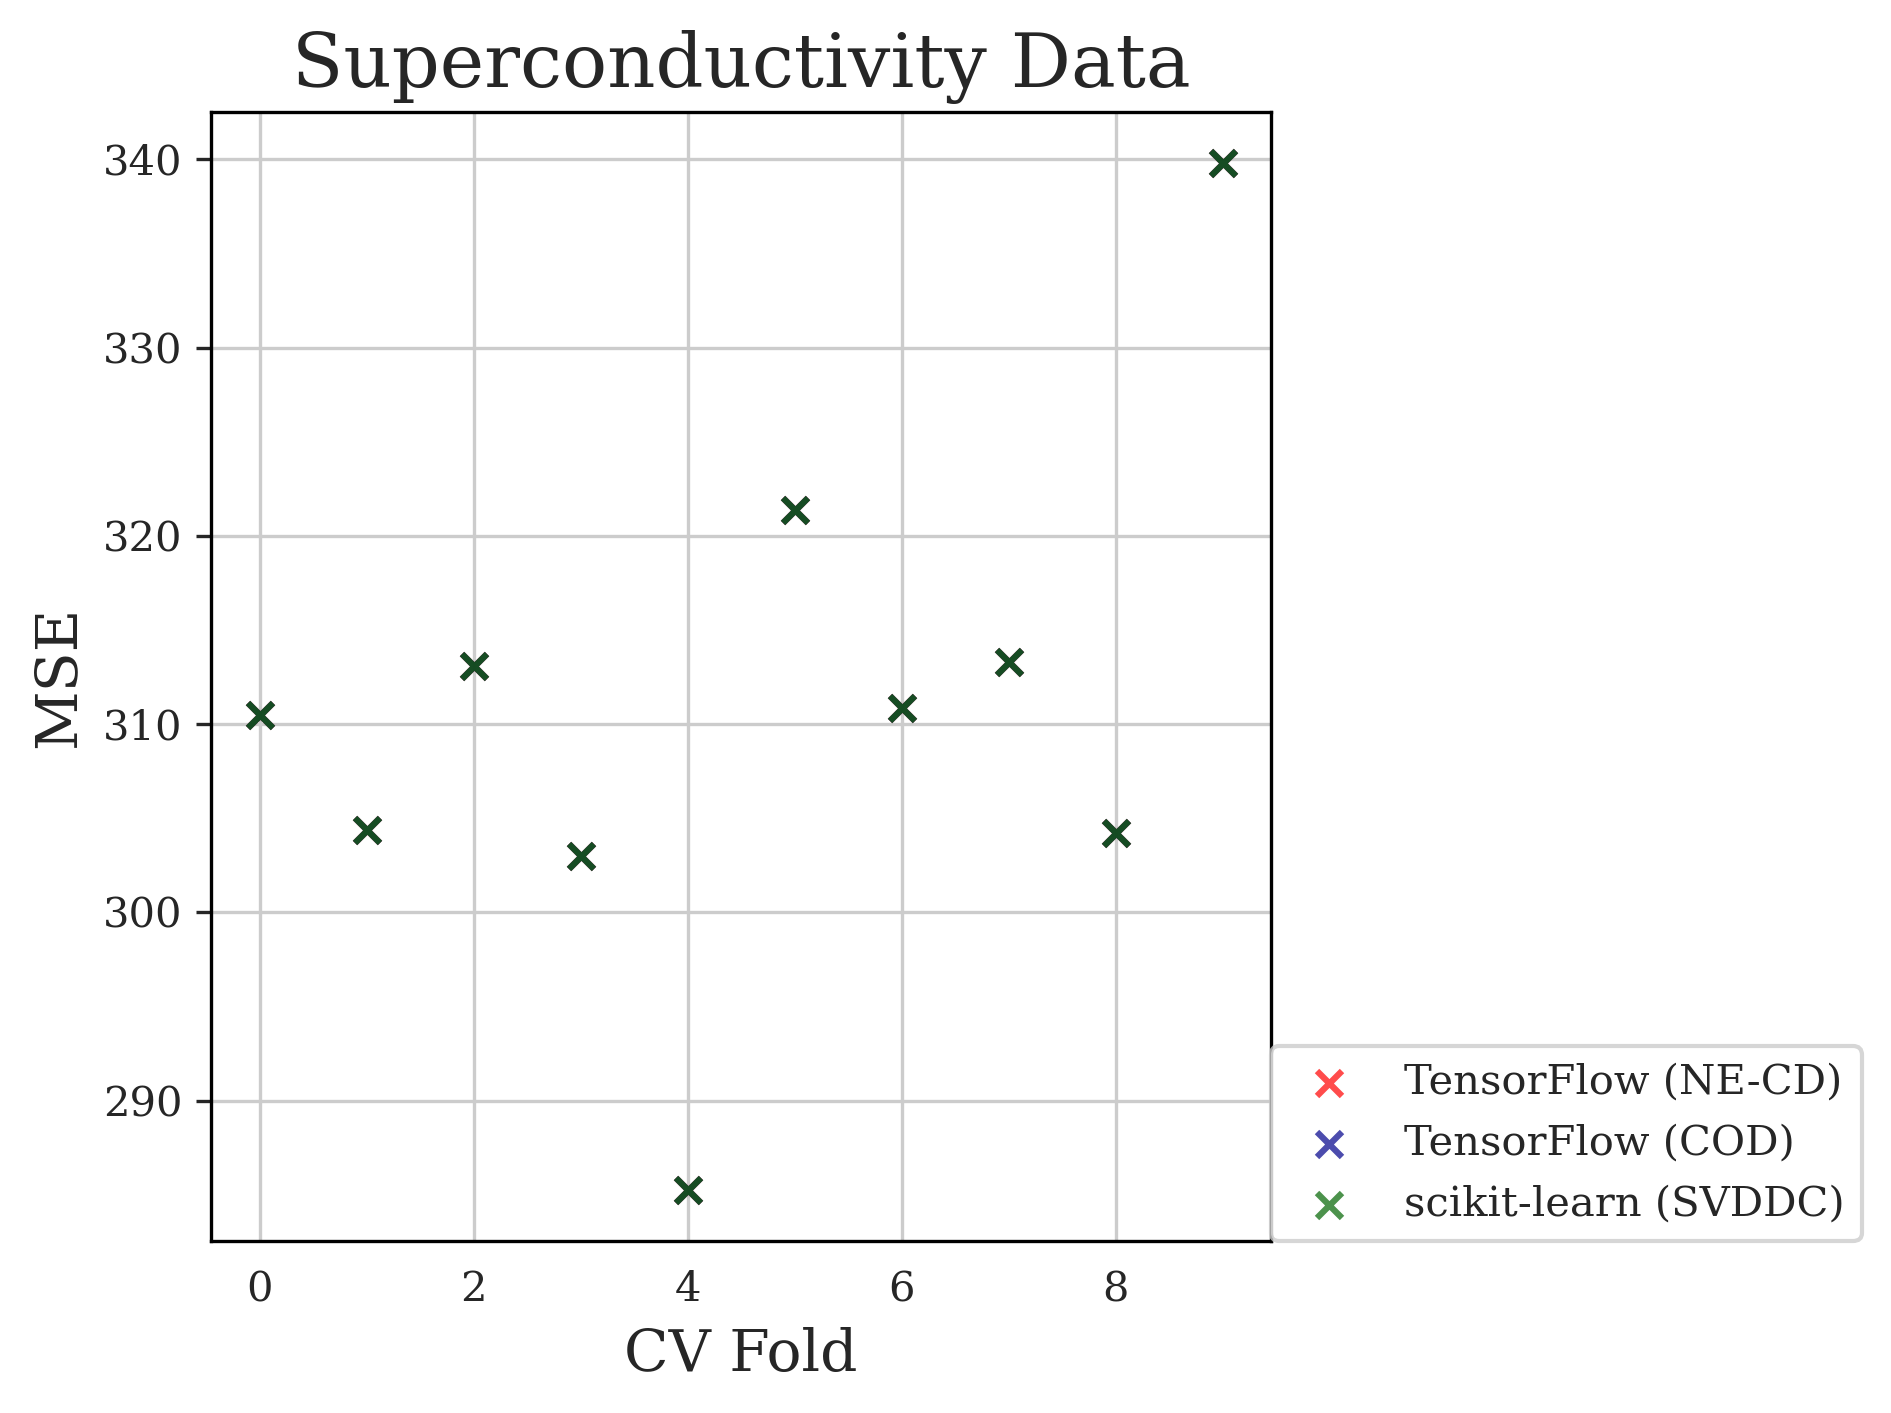 Superconductivity Data
340
330
320
310
300
290
MSE
0 2 4 6 8
CV Fold
TensorFlow (NE-CD)
TensorFlow (COD)
scikit-learn (SVDDC)